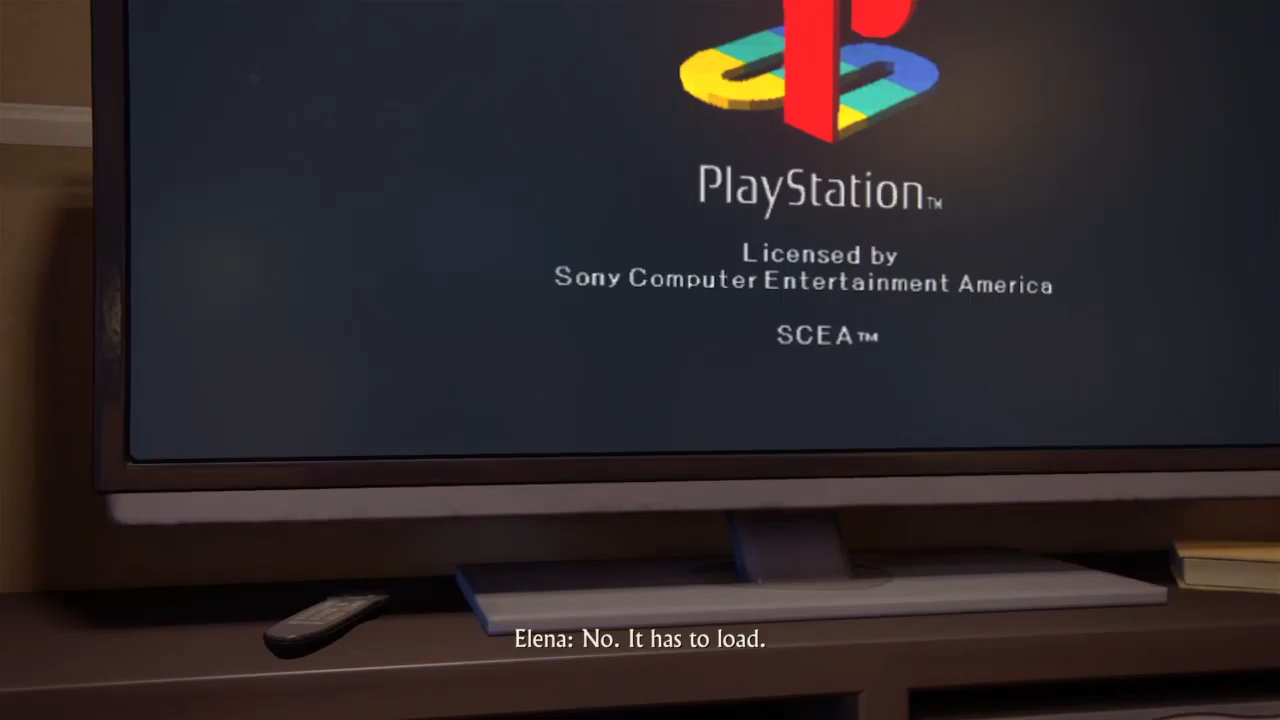 PlayStation™
Licensed by
Sony Computer Entertainment America
SCEA™
Elena: No. It has to load.